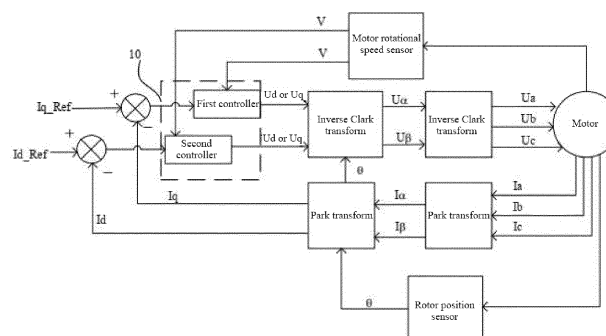 10
V
V
Motor rotational
speed sensor
Iq_Ref
+
−
First controller
Ud or Uq
Inverse Clark
transform
Uα
Inverse Clark
transform
Ua
Ub
Uc
Motor
Id_Ref
+
−
Second
controller
Ud or Uq
Uβ
θ
Iq
Id
Park transform
Iα
Iβ
Park transform
Ia
Ib
Ic
θ
Rotor position
sensor